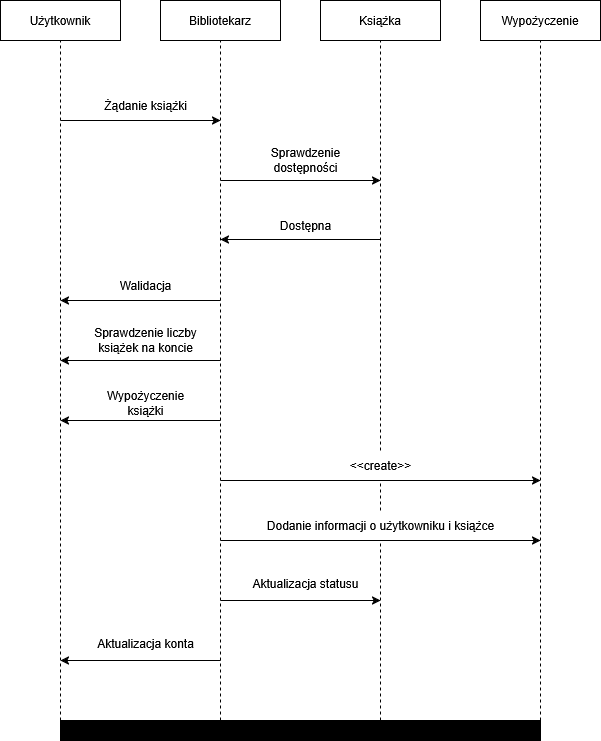 Użytkownik
Bibliotekarz
Książka
Wypożyczenie
Żądanie książki
Sprawdzenie
dostępności
Dostępna
Walidacja
Sprawdzenie liczby
książek na koncie
Wypożyczenie
książki
<<create>>
Dodanie informacji o użytkowniku i książce
Aktualizacja statusu
Aktualizacja konta